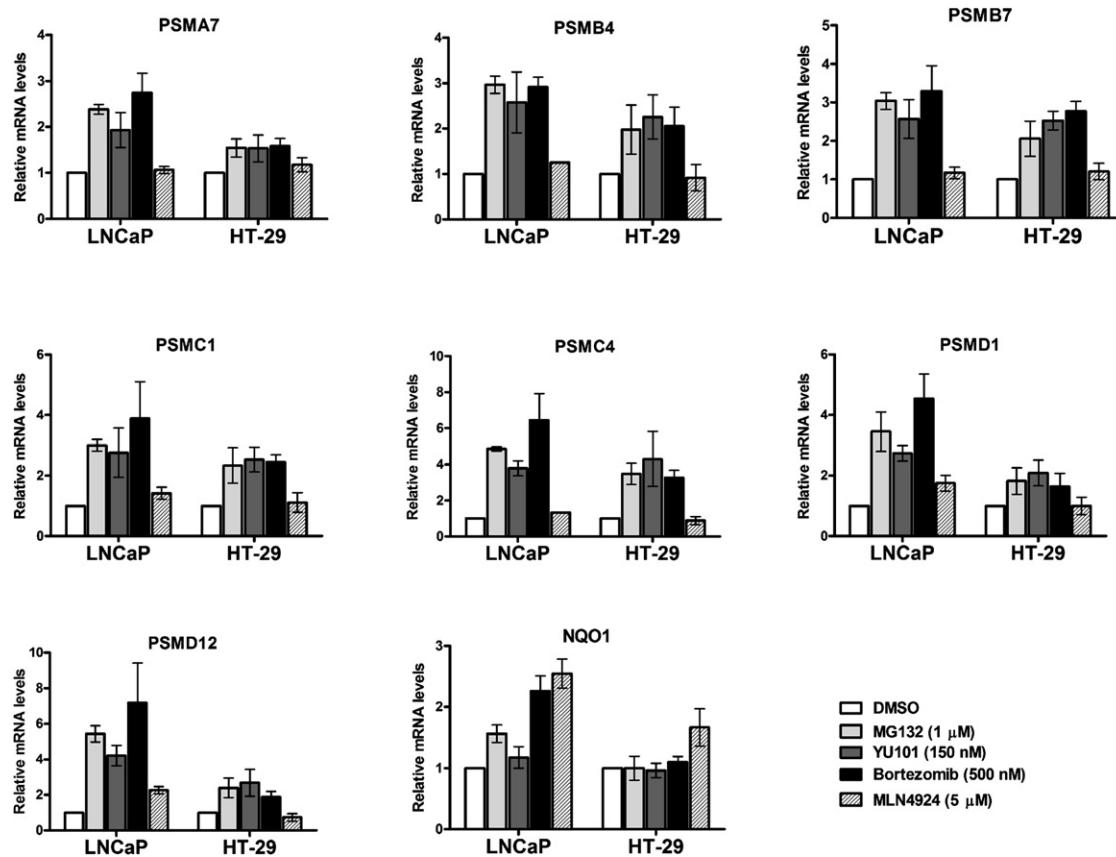 PSMA7
Relative mRNA levels
4
3
2
1
0
LNCaP HT-29
PSMB4
Relative mRNA levels
4
3
2
1
0
LNCaP HT-29
PSMB7
Relative mRNA levels
5
4
3
2
1
0
LNCaP HT-29
PSMC1
Relative mRNA levels
6
4
2
0
LNCaP HT-29
PSMC4
Relative mRNA levels
10
8
6
4
2
0
LNCaP HT-29
PSMD1
Relative mRNA levels
6
4
2
0
LNCaP HT-29
PSMD12
Relative mRNA levels
10
8
6
4
2
0
LNCaP HT-29
NQO1
Relative mRNA levels
3
2
1
0
LNCaP HT-29
DMSO
MG132 (1 μM)
YU101 (150 nM)
Bortezomib (500 nM)
MLN4924 (5 μM)